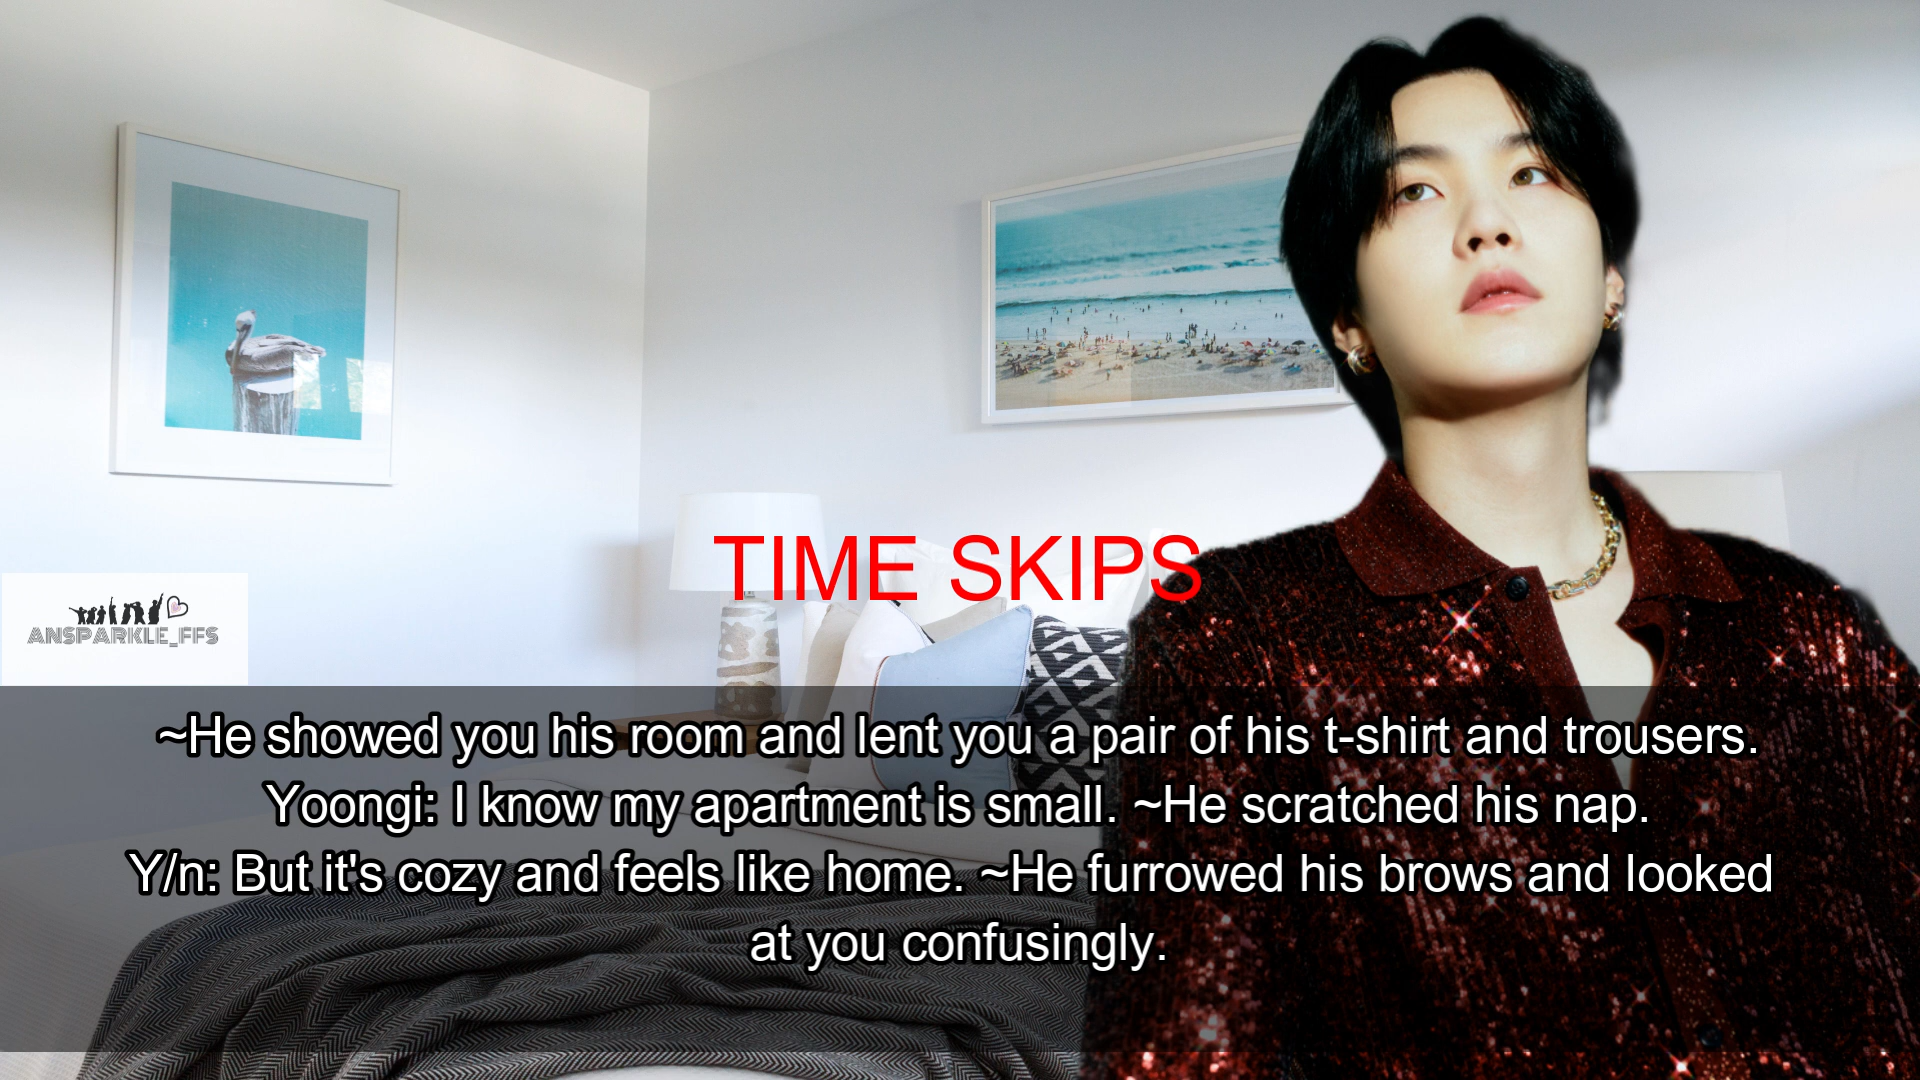 TIME SKIPS
ANSPARKLE_FFS
~He showed you his room and lent you a pair of his t-shirt and trousers.
Yoongi: I know my apartment is small. ~He scratched his nap.
Y/n: But it's cozy and feels like home. ~He furrowed his brows and looked
at you confusingly.